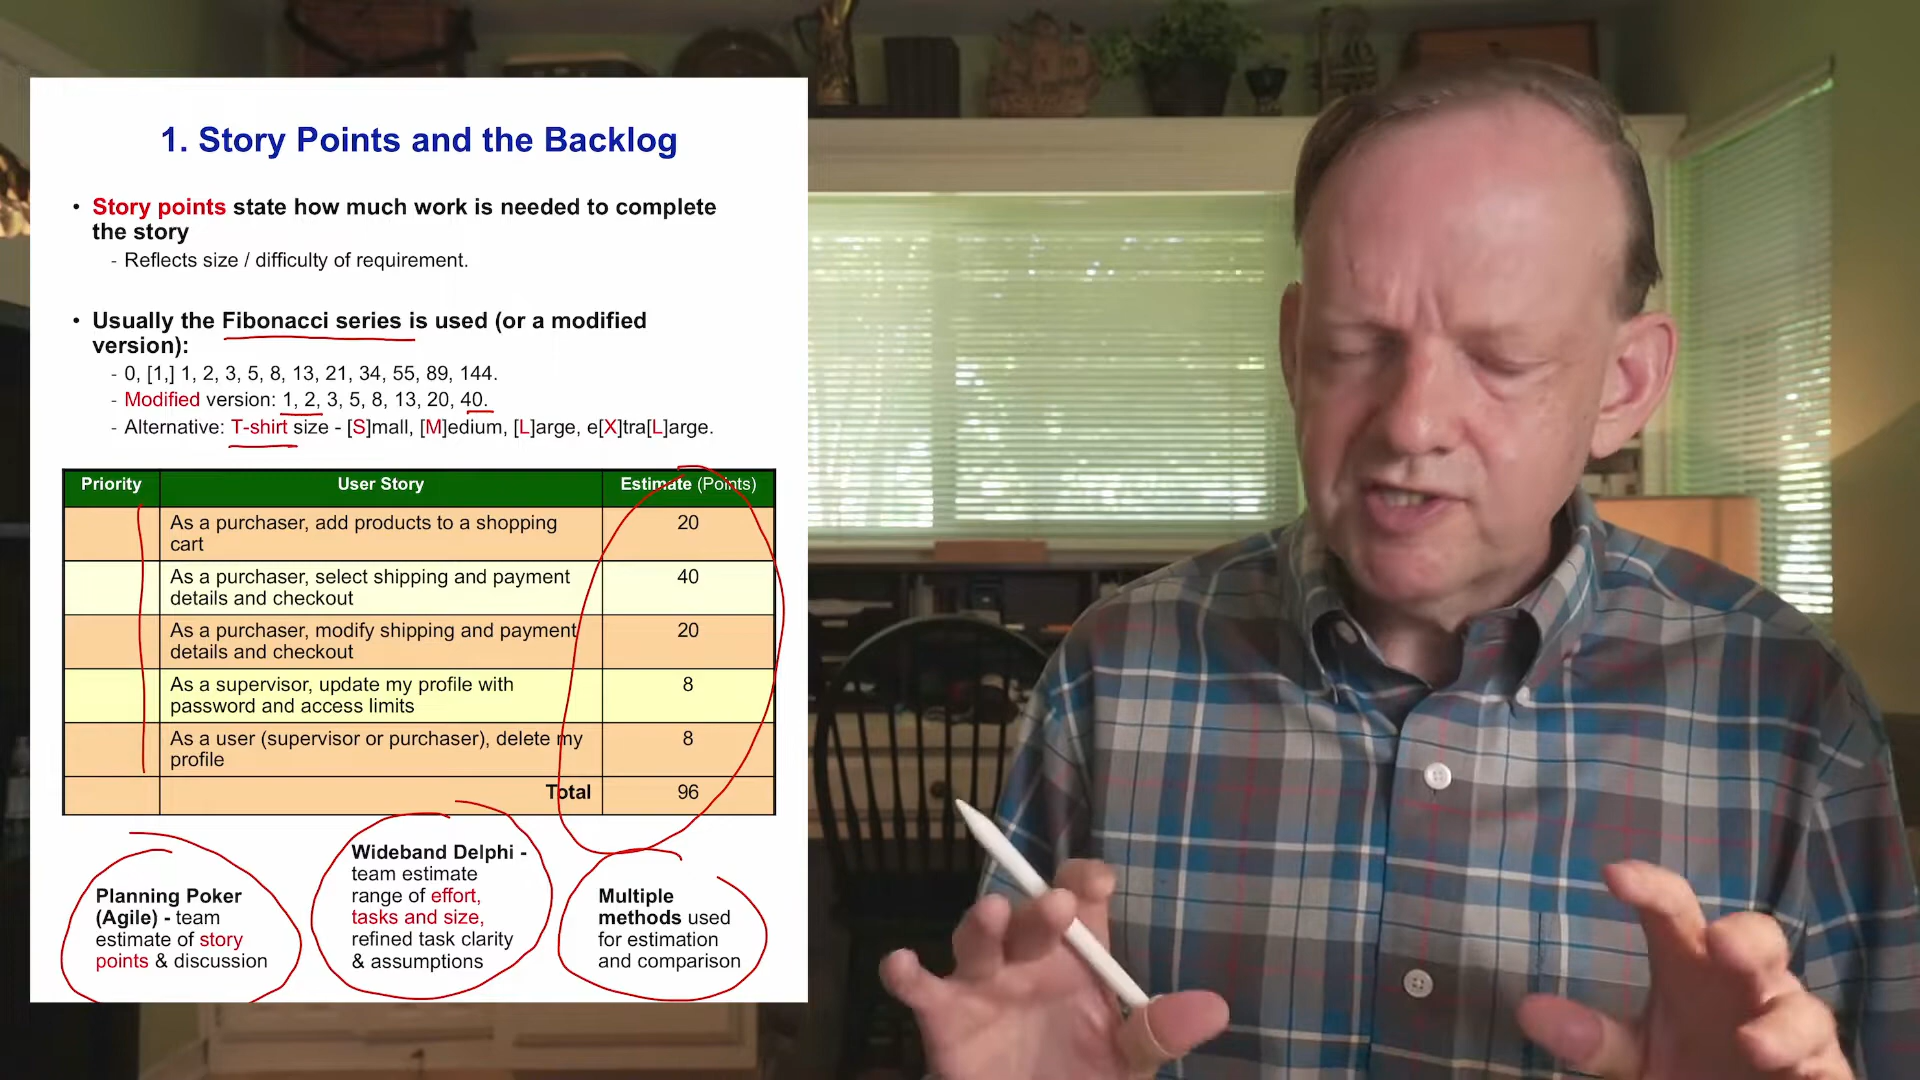 1. Story Points and the Backlog
• Story points state how much work is needed to complete
the story
- Reflects size / difficulty of requirement.
• Usually the Fibonacci series is used (or a modified
version):
- 0, [1,] 1, 2, 3, 5, 8, 13, 21, 34, 55, 89, 144.
- Modified version: 1, 2, 3, 5, 8, 13, 20, 40.
- Alternative: T-shirt size - [S]mall, [M]edium, [L]arge, e[X]tra[L]arge.
Priority User Story Estimate (Points)
As a purchaser, add products to a shopping
cart
20
As a purchaser, select shipping and payment
details and checkout
40
As a purchaser, modify shipping and payment
details and checkout
20
As a supervisor, update my profile with
password and access limits
8
As a user (supervisor or purchaser), delete my
profile
8
Total 96
Planning Poker
(Agile) - team
estimate of story
points & discussion
Wideband Delphi -
team estimate
range of effort,
tasks and size,
refined task clarity
& assumptions
Multiple
methods used
for estimation
and comparison